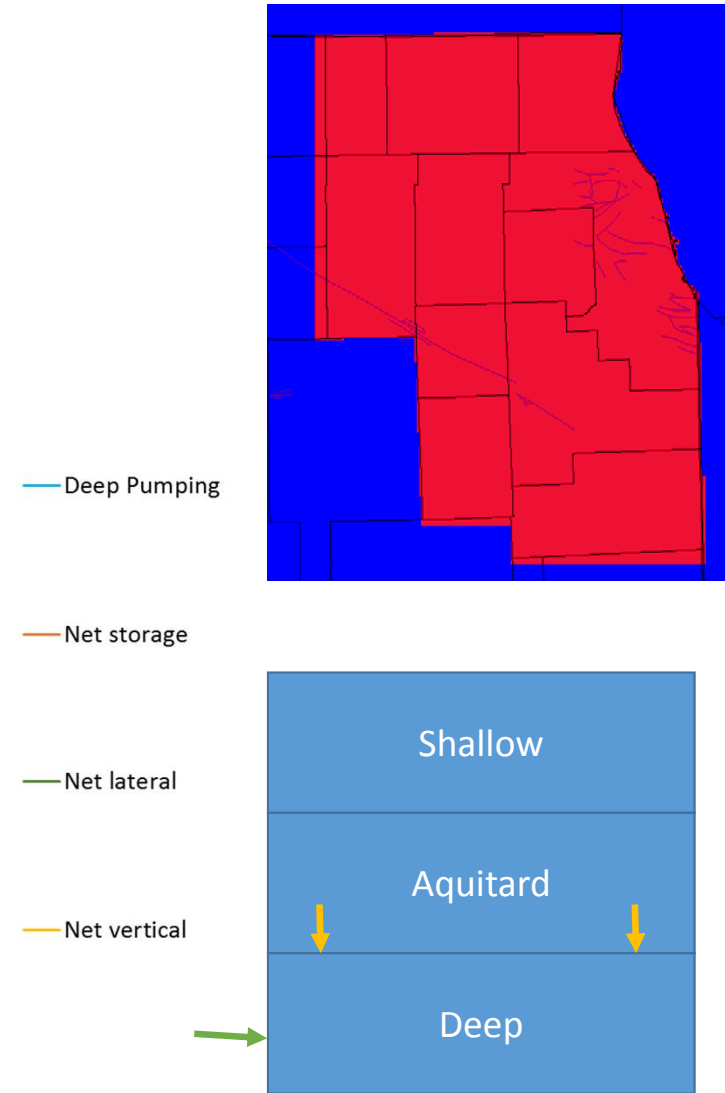 Deep Pumping
Net storage
Net lateral
Net vertical
Shallow
Aquitard
Deep